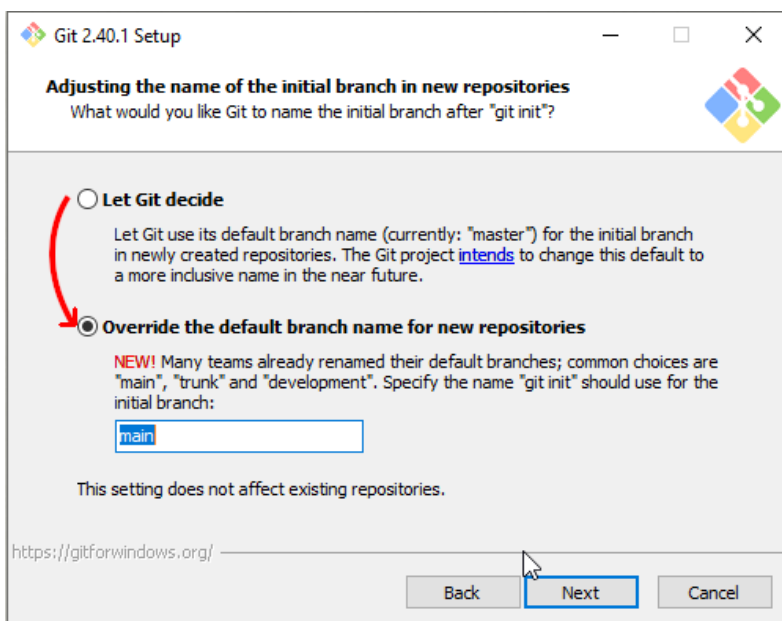 Git 2.40.1 Setup
Adjusting the name of the initial branch in new repositories
What would you like Git to name the initial branch after "git init"?
Let Git decide
Let Git use its default branch name (currently: "master") for the initial branch
in newly created repositories. The Git project intends to change this default to
a more inclusive name in the near future.
Override the default branch name for new repositories
NEW! Many teams already renamed their default branches; common choices are
"main", "trunk" and "development". Specify the name "git init" should use for the
initial branch:
main
This setting does not affect existing repositories.
https://gitforwindows.org/
Back Next Cancel